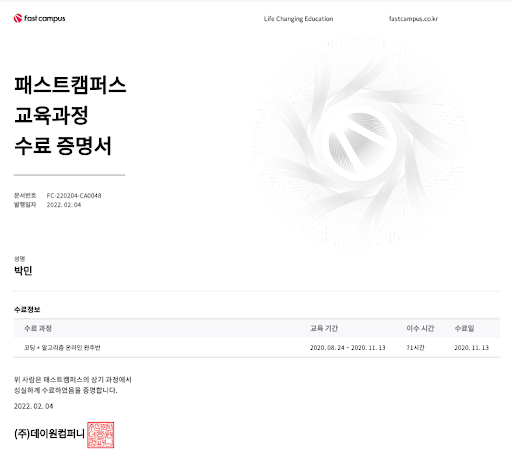 fast campus
Life Changing Education
fastcampus.co.kr
패스트캠퍼스
교육과정
수료 증명서
문서번호 FC-220204-CA0048
발행일자 2022. 02. 04
성명
박민
수료정보
수료 과정 교육 기간 이수 시간 수료일
코딩 + 알고리즘 온라인 완주반 2020. 08. 24 ~ 2020. 11. 13 71시간 2020. 11. 13
위 사람은 패스트캠퍼스의 상기 과정에서
성실하게 수료하였음을 증명합니다.
2022. 02. 04
(주)데이원컴퍼니